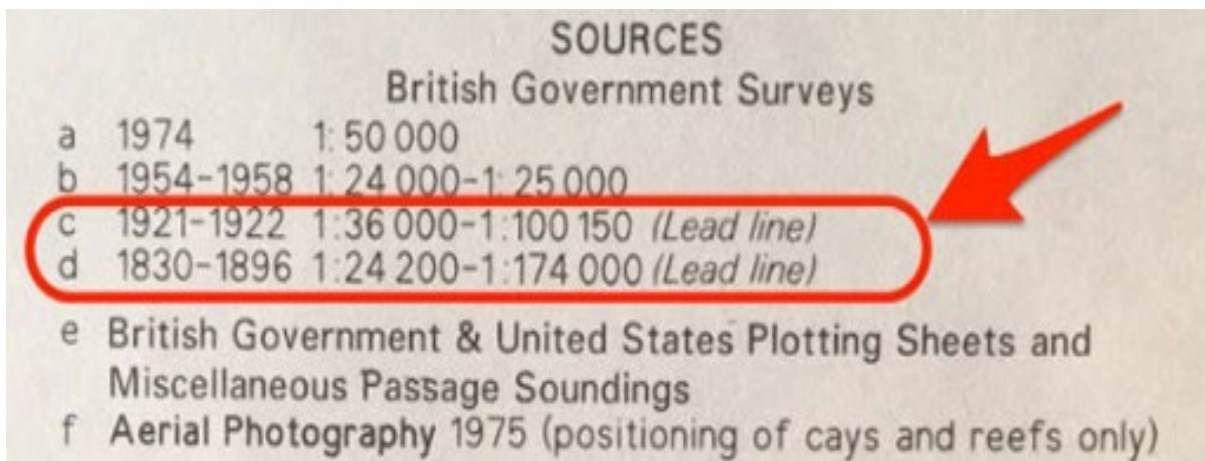 SOURCES
British Government Surveys
a 1974 1:50 000
b 1954-1958 1:24 000-1:25 000
c 1921-1922 1:36 000-1:100 150 (Lead line)
d 1830-1896 1:24 200-1:174 000 (Lead line)
e British Government & United States Plotting Sheets and
Miscellaneous Passage Soundings
f Aerial Photography 1975 (positioning of cays and reefs only)